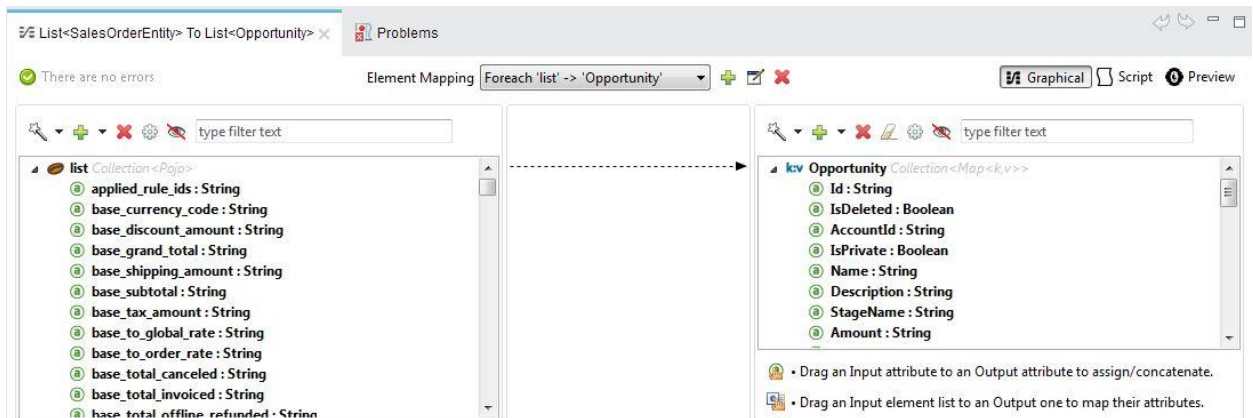 List<SalesOrderEntity> To List<Opportunity>
Problems
There are no errors
Element Mapping
Foreach 'list' -> 'Opportunity'
Graphical
Script
Preview
type filter text
list Collection<Pojo>
applied_rule_ids : String
base_currency_code : String
base_discount_amount : String
base_grand_total : String
base_shipping_amount : String
base_subtotal : String
base_tax_amount : String
base_to_global_rate : String
base_to_order_rate : String
base_total_canceled : String
base_total_invoiced : String
base_total_offline_refunded : String
type filter text
k:v Opportunity Collection<Map<k,v>>
Id : String
IsDeleted : Boolean
AccountId : String
IsPrivate : Boolean
Name : String
Description : String
StageName : String
Amount : String
• Drag an Input attribute to an Output attribute to assign/concatenate.
• Drag an Input element list to an Output one to map their attributes.